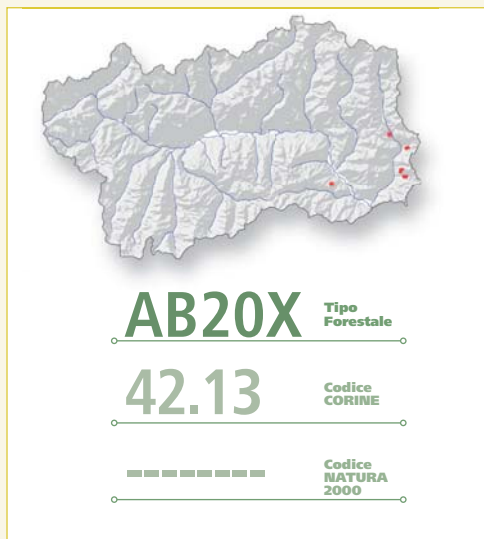 AB20X
Tipo
Forestale
42.13
Codice
CORINE
--------
Codice
NATURA
2000